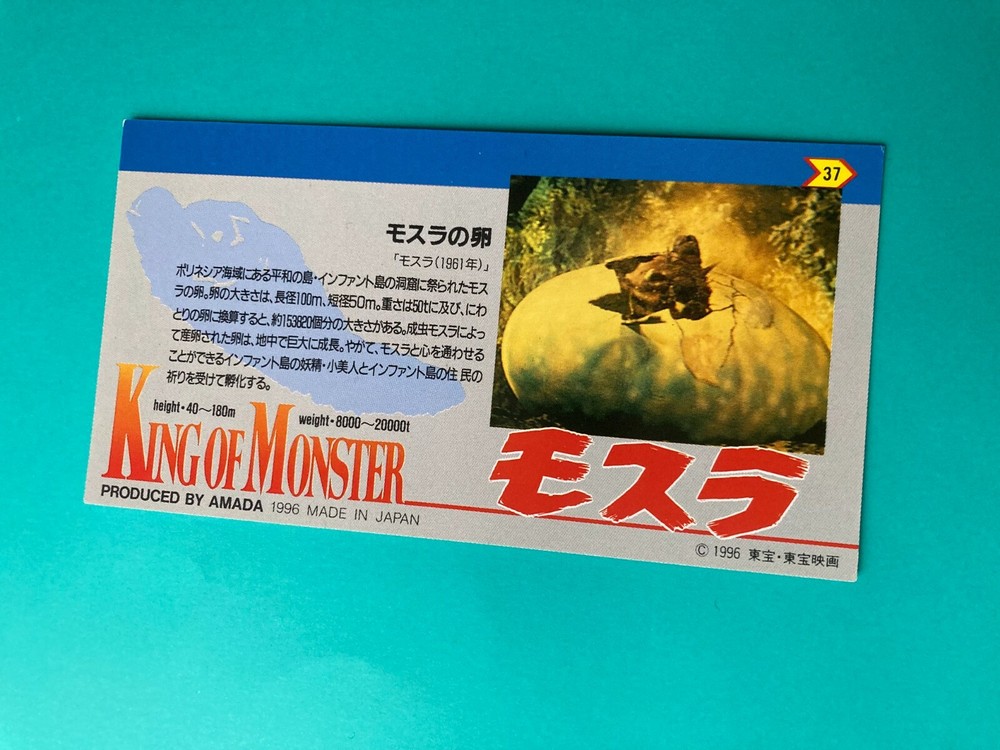 37
モスラの卵
「モスラ(1961年)」
ポリネシア海域にある平和の島・インファント島の洞窟に祭られたモス
ラの卵。卵の大きさは、長径100m、短径50m。重さは50tに及び、にわ
とりの卵に換算すると、約153820個分の大きさがある。成虫モスラによっ
て産卵された卵は、地中で巨大に成長。やがて、モスラと心を通わせる
ことができるインファント島の妖精・小美人とインファント島の住 民の
祈りを受けて孵化する。
height・40〜180m
weight・8000〜20000t
KING OF MONSTER
モスラ
PRODUCED BY AMADA 1996 MADE IN JAPAN
© 1996 東宝・東宝映画